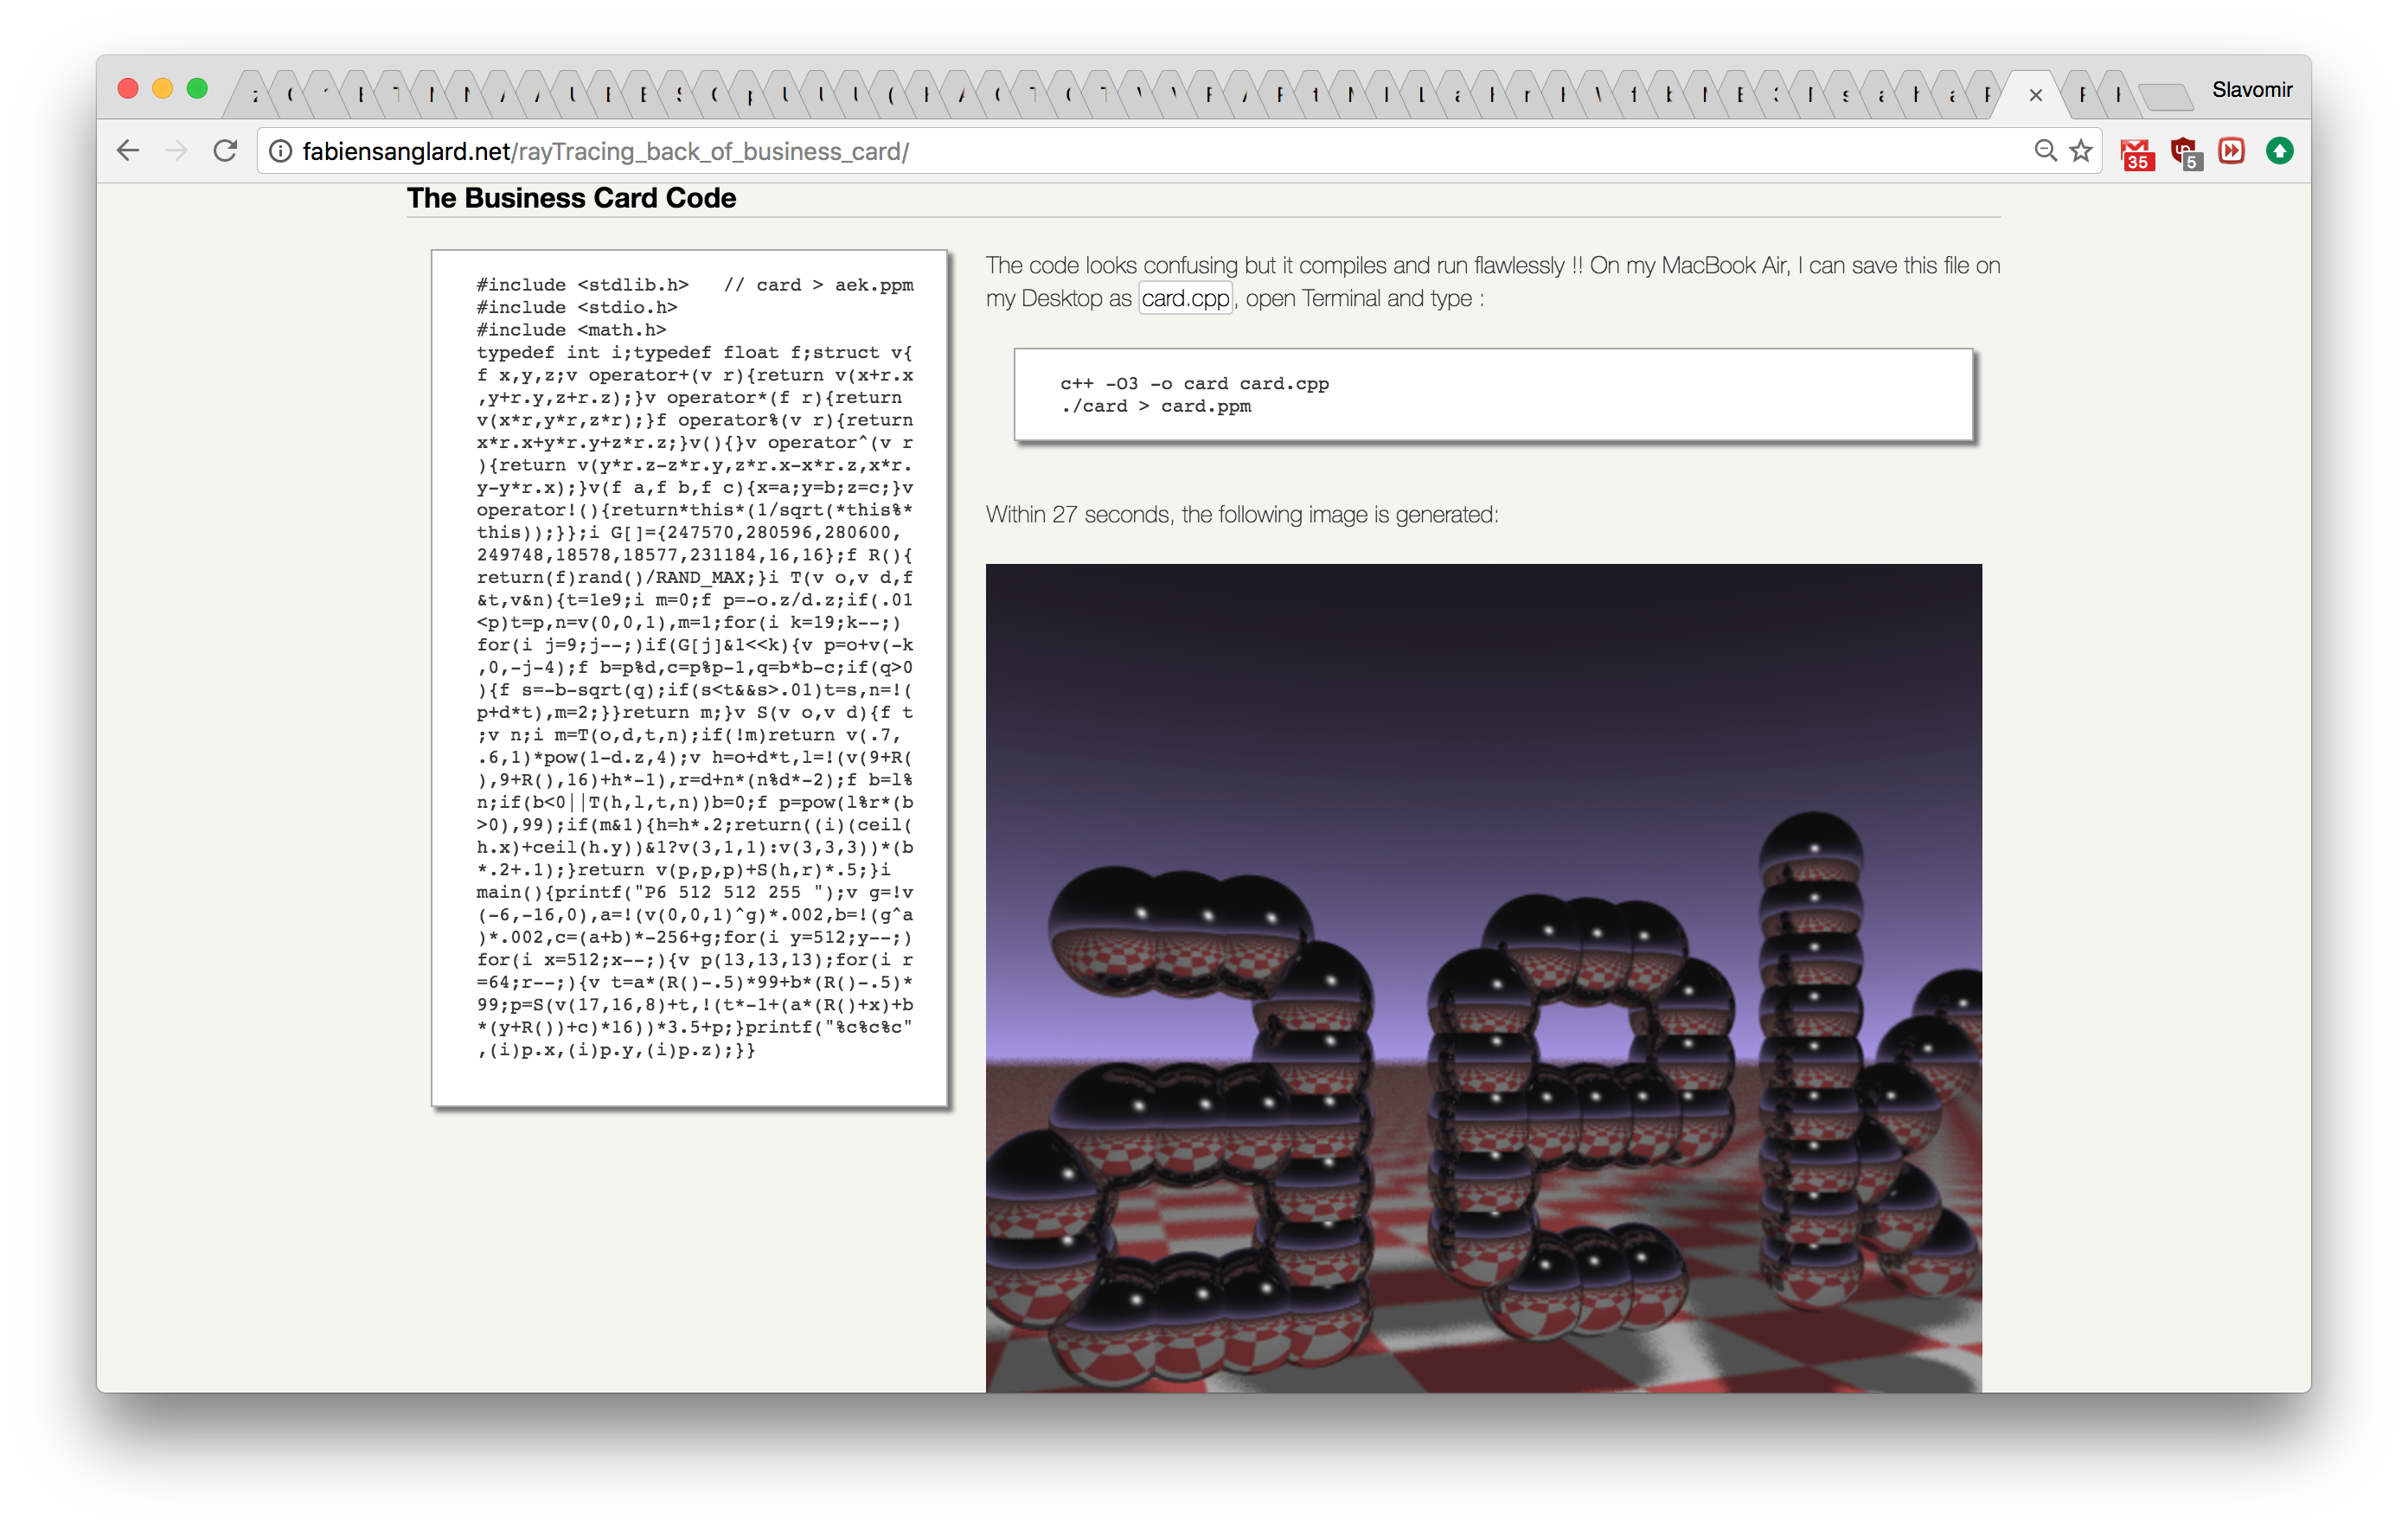 Slavomir
fabiensanglard.net/rayTracing_back_of_business_card/
35
5
The Business Card Code
#include <stdlib.h>   // card > aek.ppm
#include <stdio.h>
#include <math.h>
typedef int i;typedef float f;struct v{
f x,y,z;v operator+(v r){return v(x+r.x
,y+r.y,z+r.z);}v operator*(f r){return
v(x*r,y*r,z*r);}f operator%(v r){return
x*r.x+y*r.y+z*r.z;}v(){}v operator^(v r
){return v(y*r.z-z*r.y,z*r.x-x*r.z,x*r.
y-y*r.x);}v(f a,f b,f c){x=a;y=b;z=c;}v
operator!(){return*this*(1/sqrt(*this%*
this));}};i G[]={247570,280596,280600,
249748,18578,18577,231184,16,16};f R(){
return(f)rand()/RAND_MAX;}i T(v o,v d,f
&t,v&n){t=1e9;i m=0;f p=-o.z/d.z;if(.01
<p)t=p,n=v(0,0,1),m=1;for(i k=19;k--;)
for(i j=9;j--;)if(G[j]&1<<k){v p=o+v(-k
,0,-j-4);f b=p%d,c=p%p-1,q=b*b-c;if(q>0
){f s=-b-sqrt(q);if(s<t&&s>.01)t=s,n=!(
p+d*t),m=2;}}return m;}v S(v o,v d){f t
;v n;i m=T(o,d,t,n);if(!m)return v(.7,
.6,1)*pow(1-d.z,4);v h=o+d*t,l=!(v(9+R(
),9+R(),16)+h*-1),r=d+n*(n%d*-2);f b=l%
n;if(b<0||T(h,l,t,n))b=0;f p=pow(l%r*(b
>0),99);if(m&1){h=h*.2;return((i)(ceil(
h.x)+ceil(h.y))&1?v(3,1,1):v(3,3,3))*(b
*.2+.1);}return v(p,p,p)+S(h,r)*.5;}i
main(){printf("P6 512 512 255 ");v g=!v
(-6,-16,0),a=!(v(0,0,1)^g)*.002,b=!(g^a
)*.002,c=(a+b)*-256+g;for(i y=512;y--;)
for(i x=512;x--;){v p(13,13,13);for(i r
=64;r--;){v t=a*(R()-.5)*99+b*(R()-.5)*
99;p=S(v(17,16,8)+t,!(t*-1+(a*(R()+x)+b
*(y+R())+c)*16))*3.5+p;}printf("%c%c%c"
,(i)p.x,(i)p.y,(i)p.z);}}
The code looks confusing but it compiles and run flawlessly !! On my MacBook Air, I can save this file on
my Desktop as card.cpp, open Terminal and type :
c++ -O3 -o card card.cpp
./card > card.ppm
Within 27 seconds, the following image is generated: